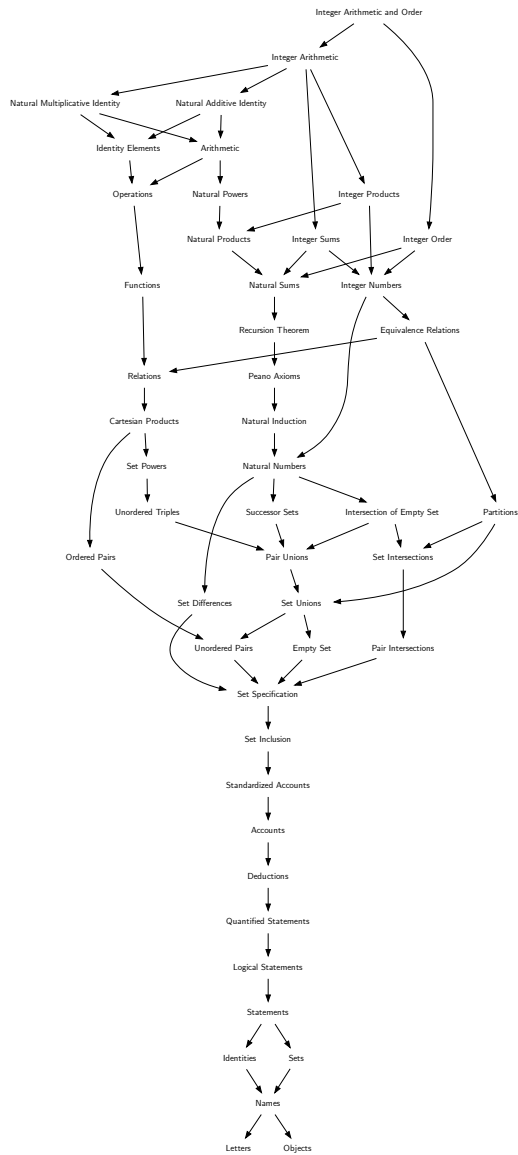 Integer Arithmetic and Order
Integer Arithmetic
Natural Multiplicative Identity
Natural Additive Identity
Identity Elements
Arithmetic
Operations
Natural Powers
Integer Products
Natural Products
Integer Sums
Integer Order
Functions
Natural Sums
Integer Numbers
Recursion Theorem
Equivalence Relations
Relations
Peano Axioms
Cartesian Products
Natural Induction
Set Powers
Natural Numbers
Unordered Triples
Successor Sets
Intersection of Empty Set
Partitions
Ordered Pairs
Pair Unions
Set Intersections
Set Differences
Set Unions
Unordered Pairs
Empty Set
Pair Intersections
Set Specification
Set Inclusion
Standardized Accounts
Accounts
Deductions
Quantified Statements
Logical Statements
Statements
Identities
Sets
Names
Letters
Objects